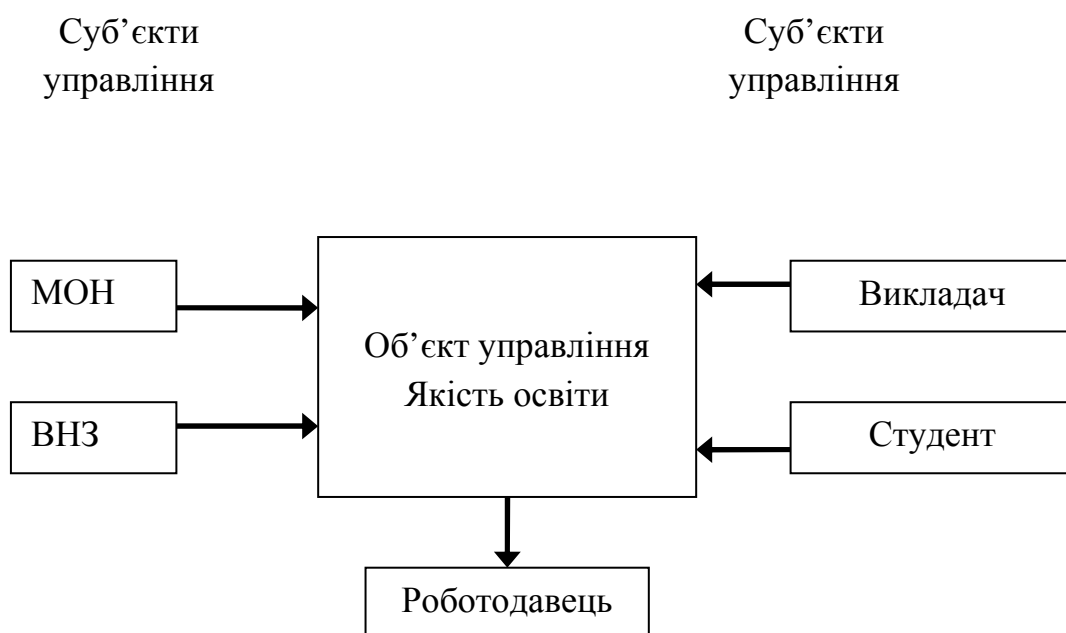 Суб’єкти
управління
Суб’єкти
управління
МОН
ВНЗ
Об’єкт управління
Якість освіти
Викладач
Студент
Роботодавець